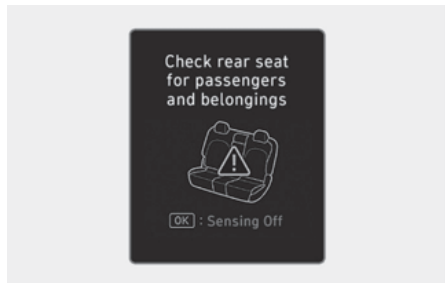 Check rear seat
for passengers
and belongings
OK : Sensing Off